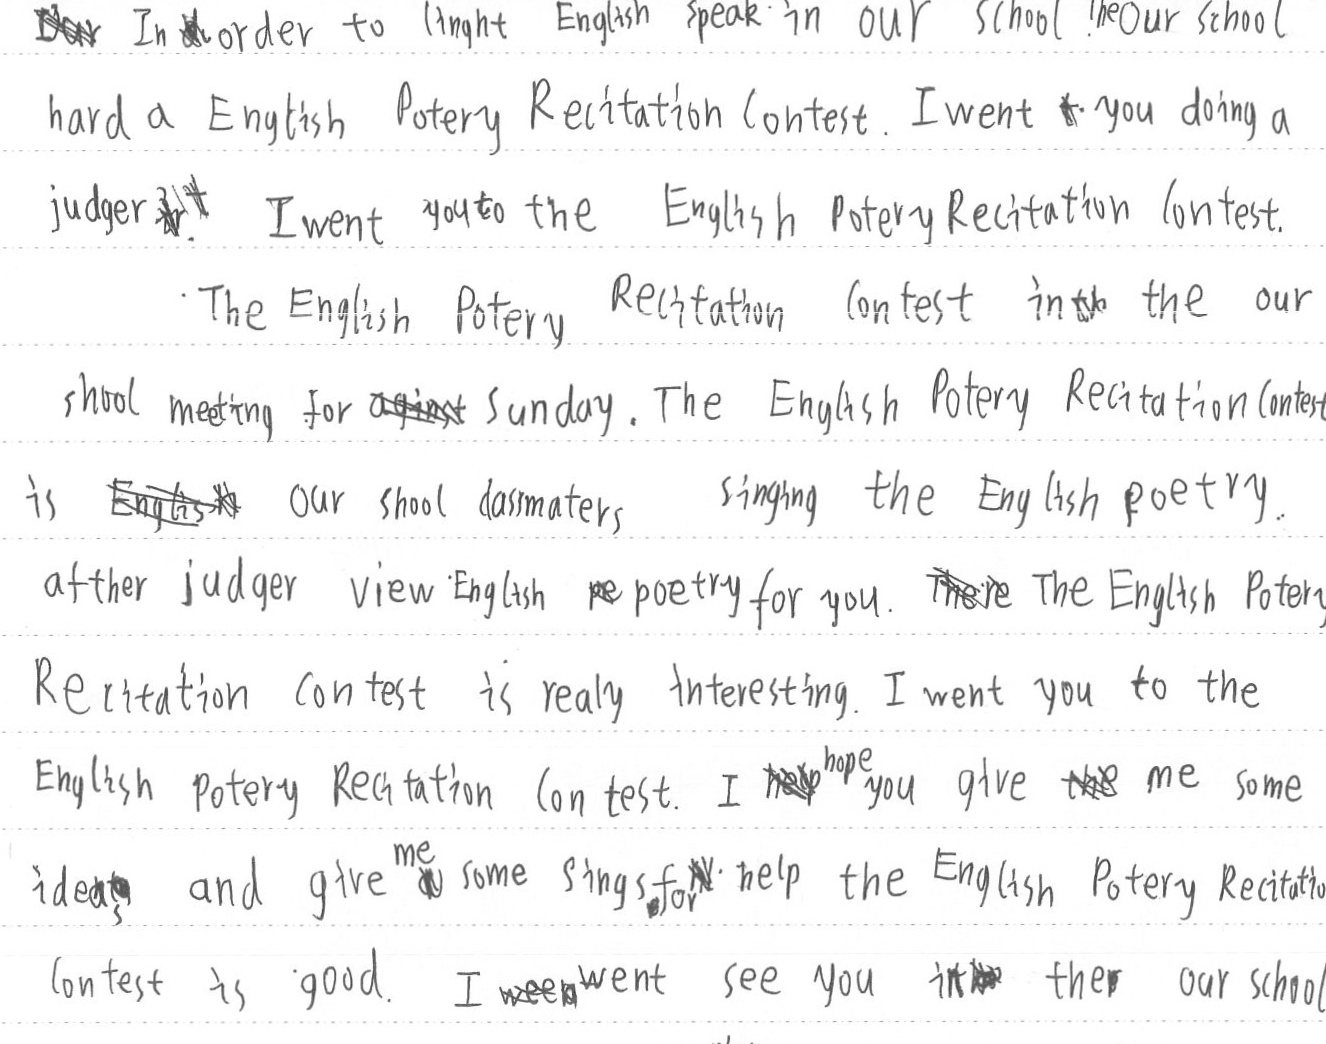 In order to linght English speak in our school the Our school
hard a English Potery Recitation Contest. I went you doing a
judger I went you to the English Potery Recitation Contest.
The English Potery Recitation Contest in the our
shool meeting for Sunday. The English Potery Recitation Contest
is our shool dassmaters singing the English poetry.
afther judger view English poetry for you. The English Potery
Recitation Contest is realy interesting. I went you to the
English Potery Recitation Contest. I hope you give me some
ideas and give me some sings for help the English Potery Recitatio
Contest is good. I went see you ther our school